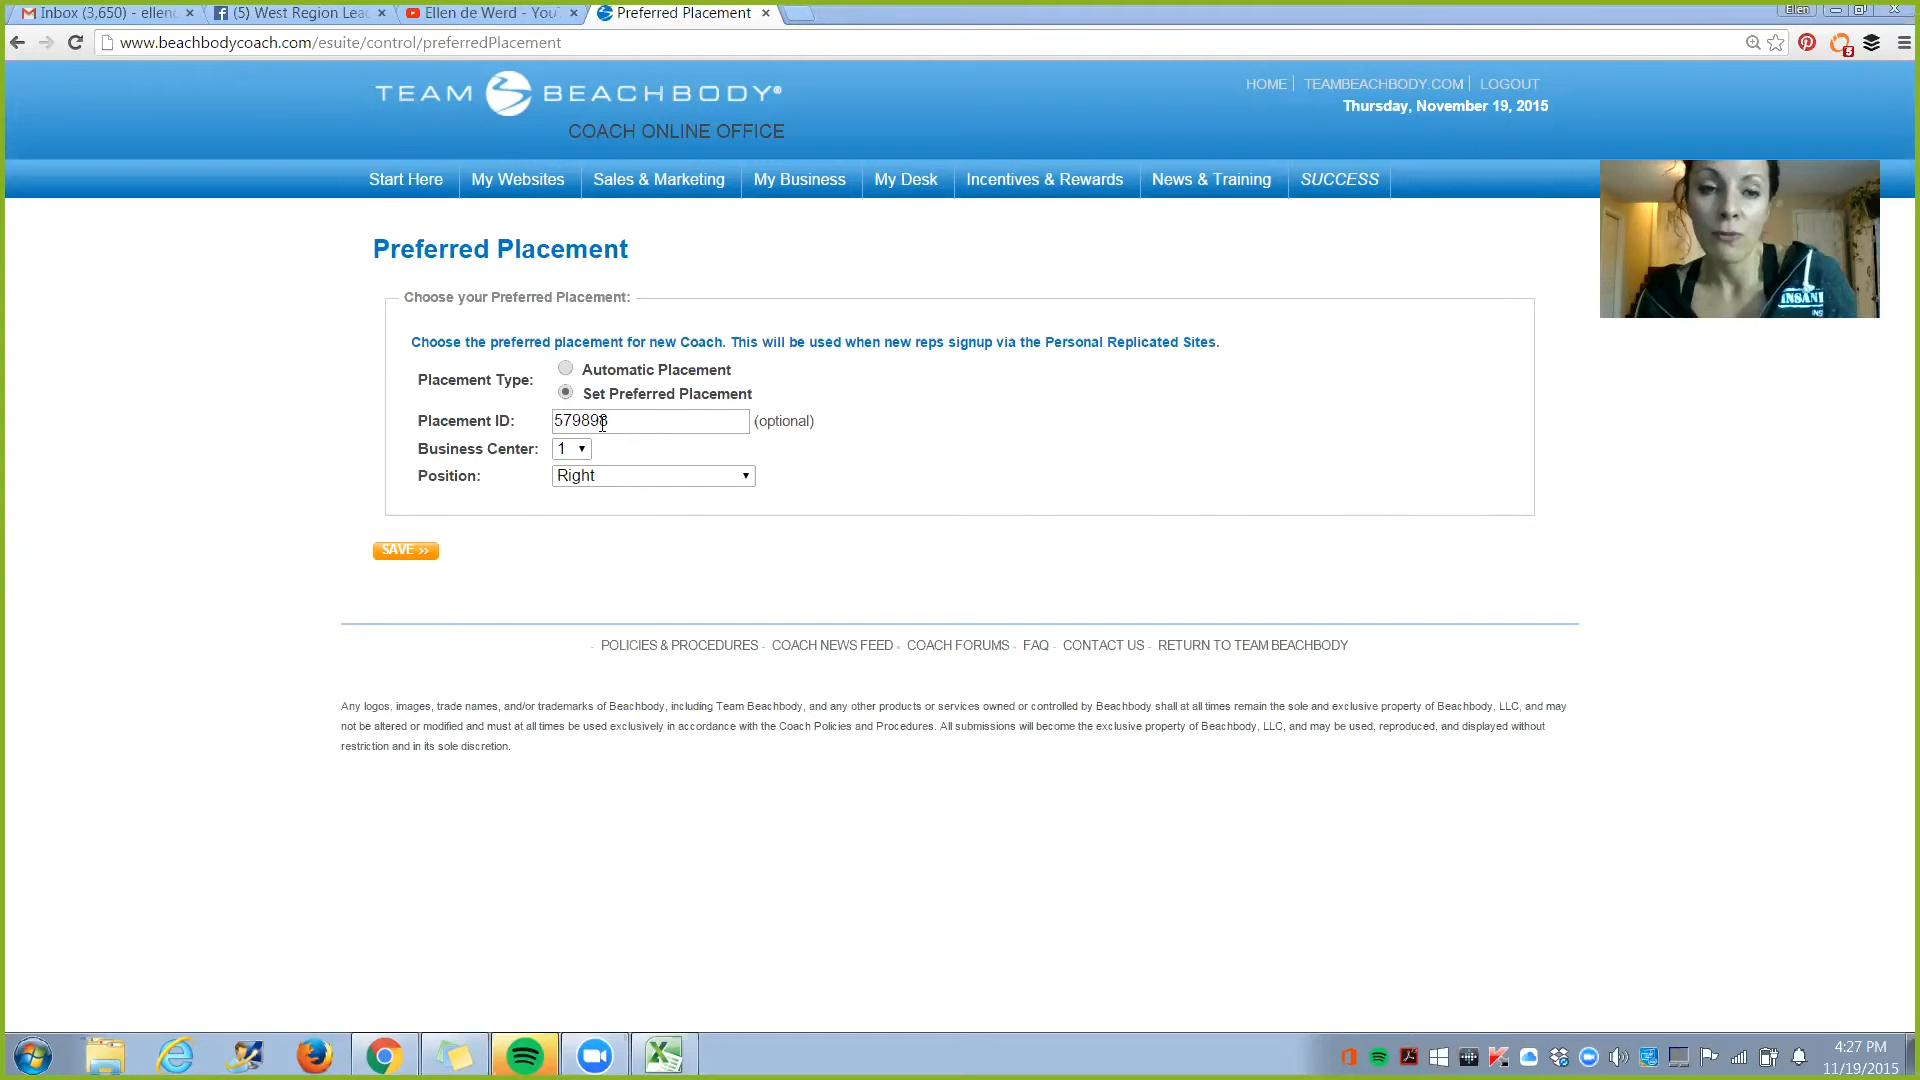 Inbox (3,650) - ellen
(5) West Region Lea
Ellen de Werd - You
Preferred Placement
Ellen
www.beachbodycoach.com/esuite/control/preferredPlacement
TEAM BEACHBODY®
COACH ONLINE OFFICE
HOME | TEAMBEACHBODY.COM | LOGOUT
Thursday, November 19, 2015
Start Here
My Websites
Sales & Marketing
My Business
My Desk
Incentives & Rewards
News & Training
SUCCESS
INSANI
Preferred Placement
Choose your Preferred Placement:
Choose the preferred placement for new Coach. This will be used when new reps signup via the Personal Replicated Sites.
Placement Type:
Automatic Placement
Set Preferred Placement
Placement ID: 579898 (optional)
Business Center: 1
Position: Right
SAVE >>
- POLICIES & PROCEDURES - COACH NEWS FEED - COACH FORUMS - FAQ - CONTACT US - RETURN TO TEAM BEACHBODY
Any logos, images, trade names, and/or trademarks of Beachbody, including Team Beachbody, and any other products or services owned or controlled by Beachbody shall at all times remain the sole and exclusive property of Beachbody, LLC, and may
not be altered or modified and must at all times be used exclusively in accordance with the Coach Policies and Procedures. All submissions will become the exclusive property of Beachbody, LLC, and may be used, reproduced, and displayed without
restriction and in its sole discretion.
4:27 PM
11/19/2015